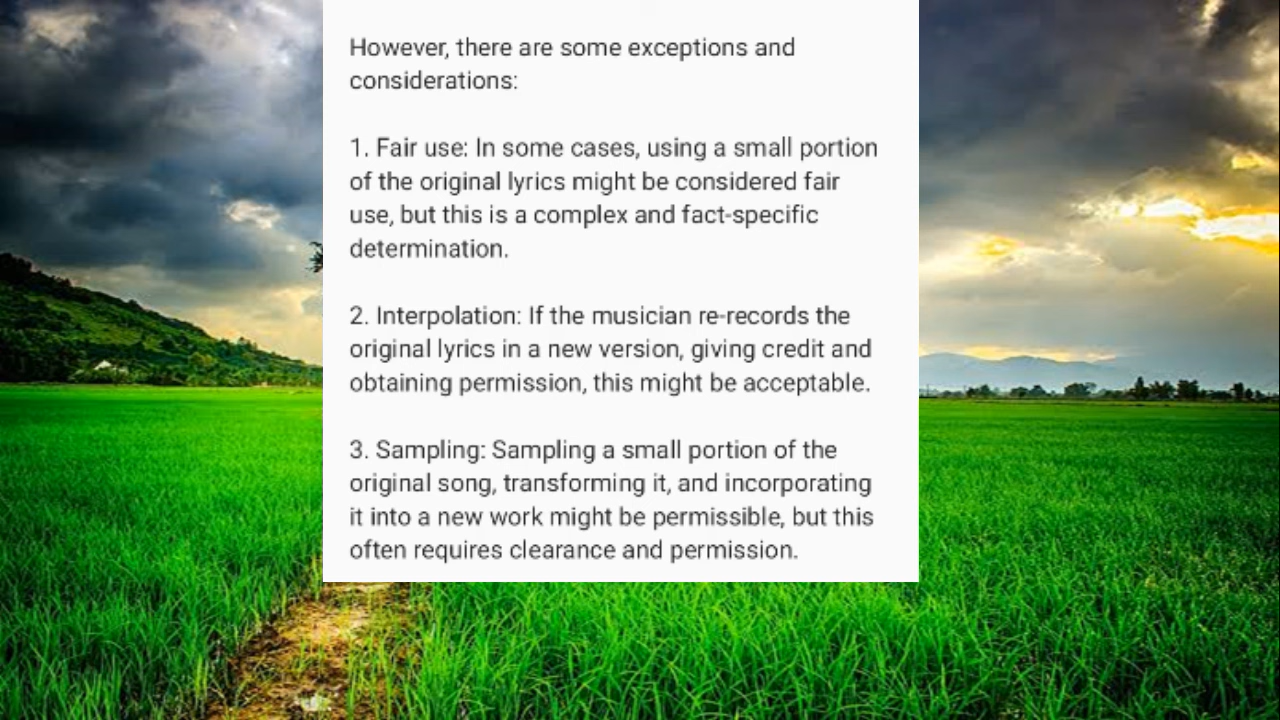 However, there are some exceptions and
considerations:
1. Fair use: In some cases, using a small portion
of the original lyrics might be considered fair
use, but this is a complex and fact-specific
determination.
2. Interpolation: If the musician re-records the
original lyrics in a new version, giving credit and
obtaining permission, this might be acceptable.
3. Sampling: Sampling a small portion of the
original song, transforming it, and incorporating
it into a new work might be permissible, but this
often requires clearance and permission.